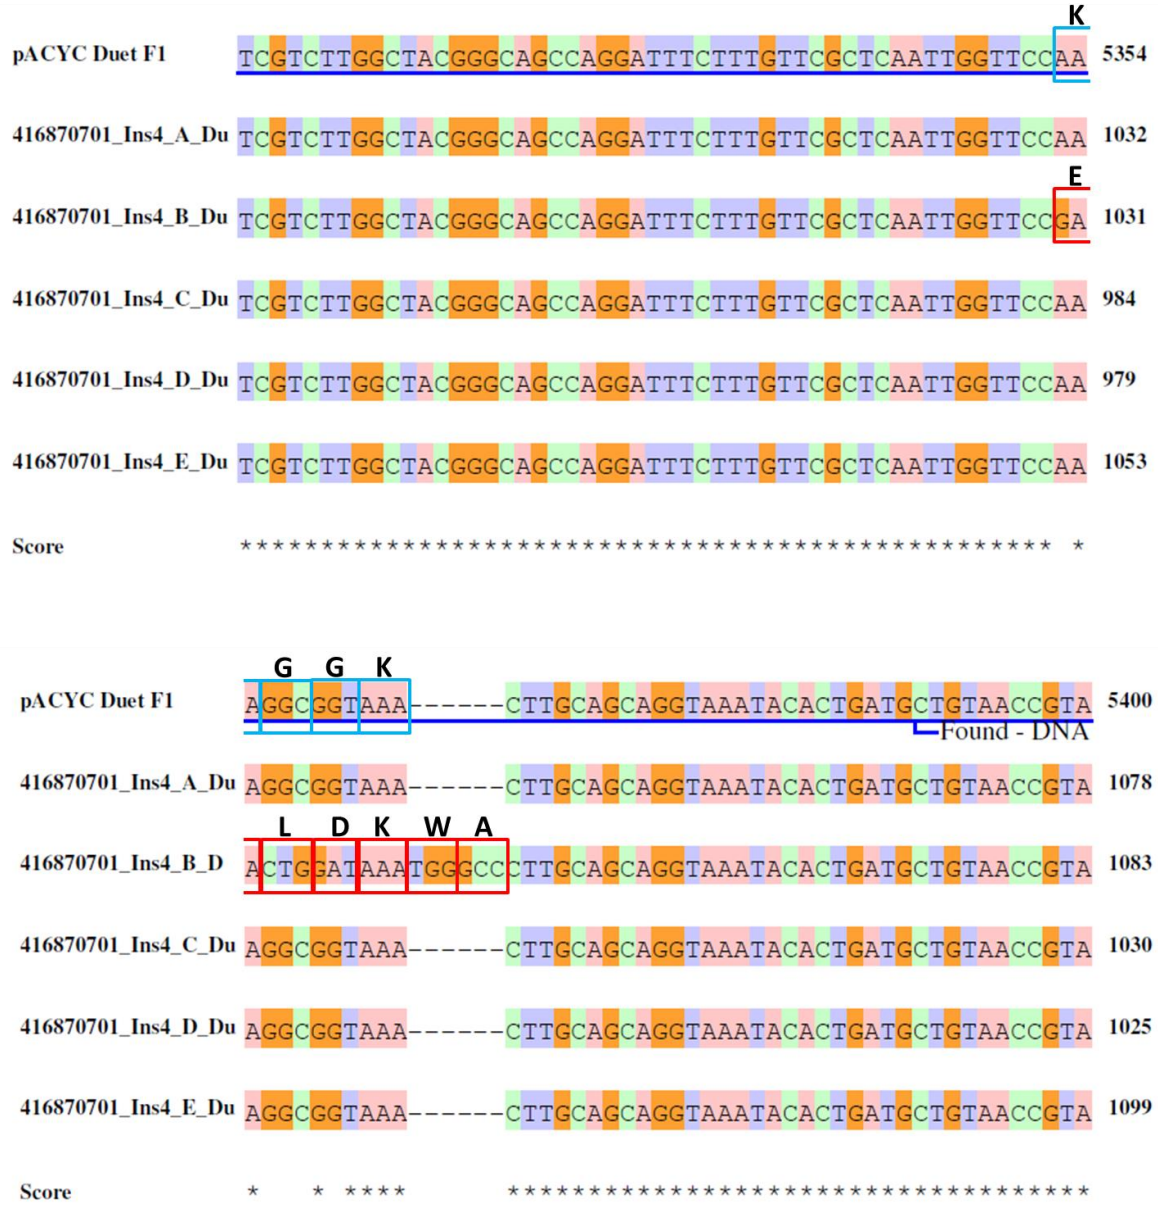 K
pACYC Duet F1 TCGTCTTGGCTACGGGCAGCCAGGATTTCTTTGTTCGCTCAATTGGTTCCAA 5354
416870701_Ins4_A_Du TCGTCTTGGCTACGGGCAGCCAGGATTTCTTTGTTCGCTCAATTGGTTCCAA 1032
E
416870701_Ins4_B_Du TCGTCTTGGCTACGGGCAGCCAGGATTTCTTTGTTCGCTCAATTGGTTCCGA 1031
416870701_Ins4_C_Du TCGTCTTGGCTACGGGCAGCCAGGATTTCTTTGTTCGCTCAATTGGTTCCAA 984
416870701_Ins4_D_Du TCGTCTTGGCTACGGGCAGCCAGGATTTCTTTGTTCGCTCAATTGGTTCCAA 979
416870701_Ins4_E_Du TCGTCTTGGCTACGGGCAGCCAGGATTTCTTTGTTCGCTCAATTGGTTCCAA 1053
Score ************************************************** *
G G K
pACYC Duet F1 AGGCGGTAAA------CTTGCAGCAGGTAAATACACTGATGCTGTAACCGTA 5400
Found - DNA
416870701_Ins4_A_Du AGGCGGTAAA------CTTGCAGCAGGTAAATACACTGATGCTGTAACCGTA 1078
L D K W A
416870701_Ins4_B_D ACTGGATAAATGGGCCCTTGCAGCAGGTAAATACACTGATGCTGTAACCGTA 1083
416870701_Ins4_C_Du AGGCGGTAAA------CTTGCAGCAGGTAAATACACTGATGCTGTAACCGTA 1030
416870701_Ins4_D_Du AGGCGGTAAA------CTTGCAGCAGGTAAATACACTGATGCTGTAACCGTA 1025
416870701_Ins4_E_Du AGGCGGTAAA------CTTGCAGCAGGTAAATACACTGATGCTGTAACCGTA 1099
Score *   * ****      ************************************